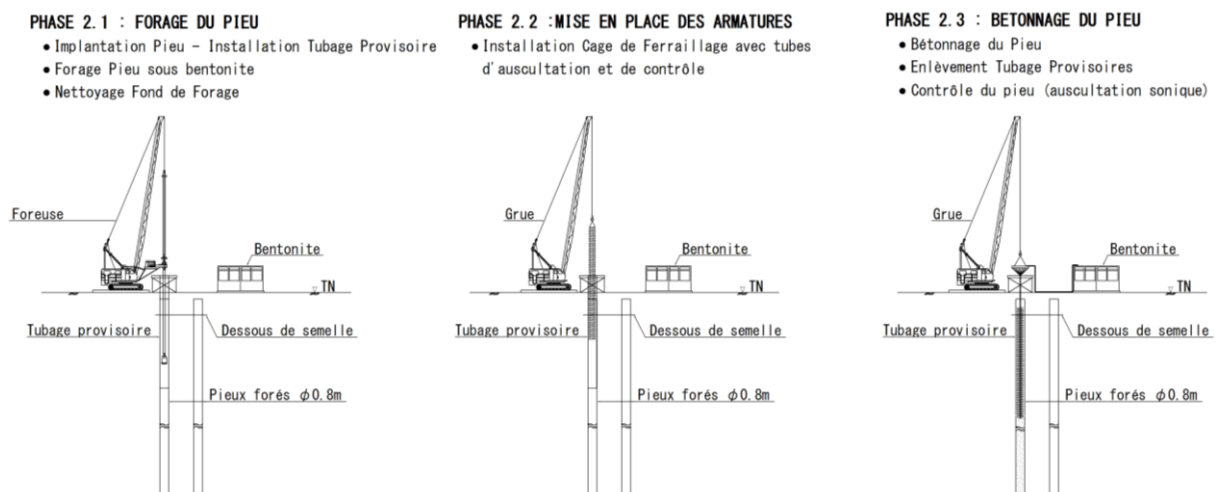 PHASE 2.1 : FORAGE DU PIEU
• Implantation Pieu - Installation Tubage Provisoire
• Forage Pieu sous bentonite
• Nettoyage Fond de Forage
Foreuse
Bentonite
TN
Tubage provisoire
Dessous de semelle
Pieux forés ϕ0.8m
PHASE 2.2 :MISE EN PLACE DES ARMATURES
• Installation Cage de Ferraillage avec tubes
d'auscultation et de contrôle
Grue
Bentonite
TN
Tubage provisoire
Dessous de semelle
Pieux forés ϕ0.8m
PHASE 2.3 : BETONNAGE DU PIEU
• Bétonnage du Pieu
• Enlèvement Tubage Provisoires
• Contrôle du pieu (auscultation sonique)
Grue
Bentonite
TN
Tubage provisoire
Dessous de semelle
Pieux forés ϕ0.8m